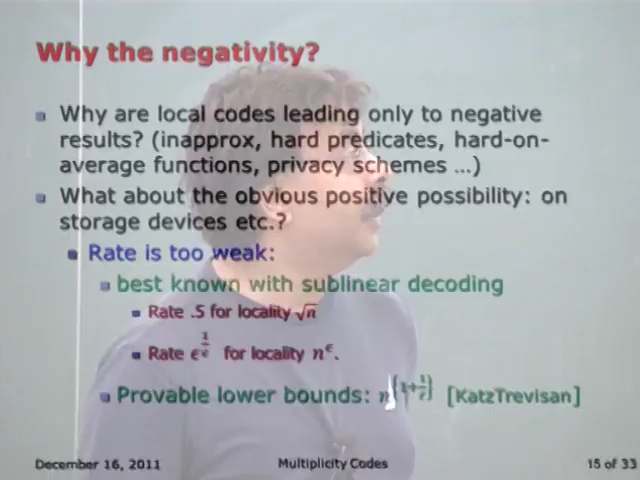 Why the negativity?
Why are local codes leading only to negative
results? (inapprox, hard predicates, hard-on-
average functions, privacy schemes ...)
What about the obvious positive possibility: on
storage devices etc.?
Rate is too weak:
best known with sublinear decoding
Rate .5 for locality √n
Rate ϵ^{1/ϵ} for locality n^ϵ.
Provable lower bounds: [KatzTrevisan]
December 16, 2011
Multiplicity Codes
15 of 33